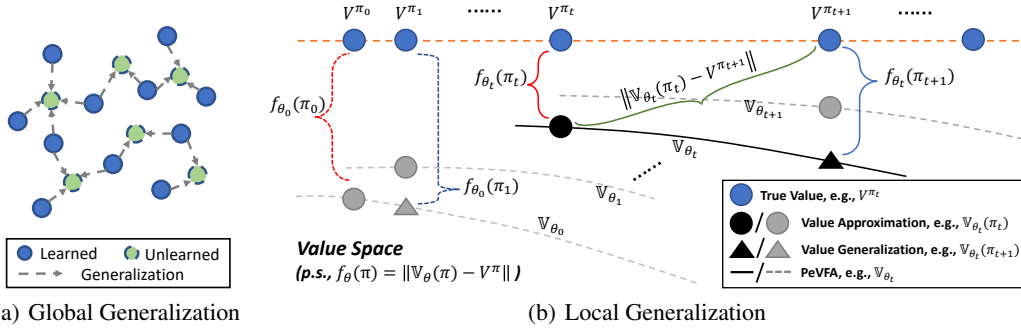 Learned
Unlearned
Generalization
a) Global Generalization
V^{π_0}
V^{π_1}
......
V^{π_t}
V^{π_{t+1}}
......
f_{θ_0}(π_0)
f_{θ_0}(π_1)
f_{θ_t}(π_t)
‖𝕍_{θ_t}(π_t) − V^{π_{t+1}}‖
f_{θ_t}(π_{t+1})
𝕍_{θ_{t+1}}
𝕍_{θ_t}
......
𝕍_{θ_1}
𝕍_{θ_0}
Value Space
(p.s., f_θ(π) = ‖𝕍_θ(π) − V^π‖ )
True Value, e.g., V^{π_t}
/ Value Approximation, e.g., 𝕍_{θ_t}(π_t)
/ Value Generalization, e.g., 𝕍_{θ_t}(π_{t+1})
/ PeVFA, e.g., 𝕍_{θ_t}
(b) Local Generalization